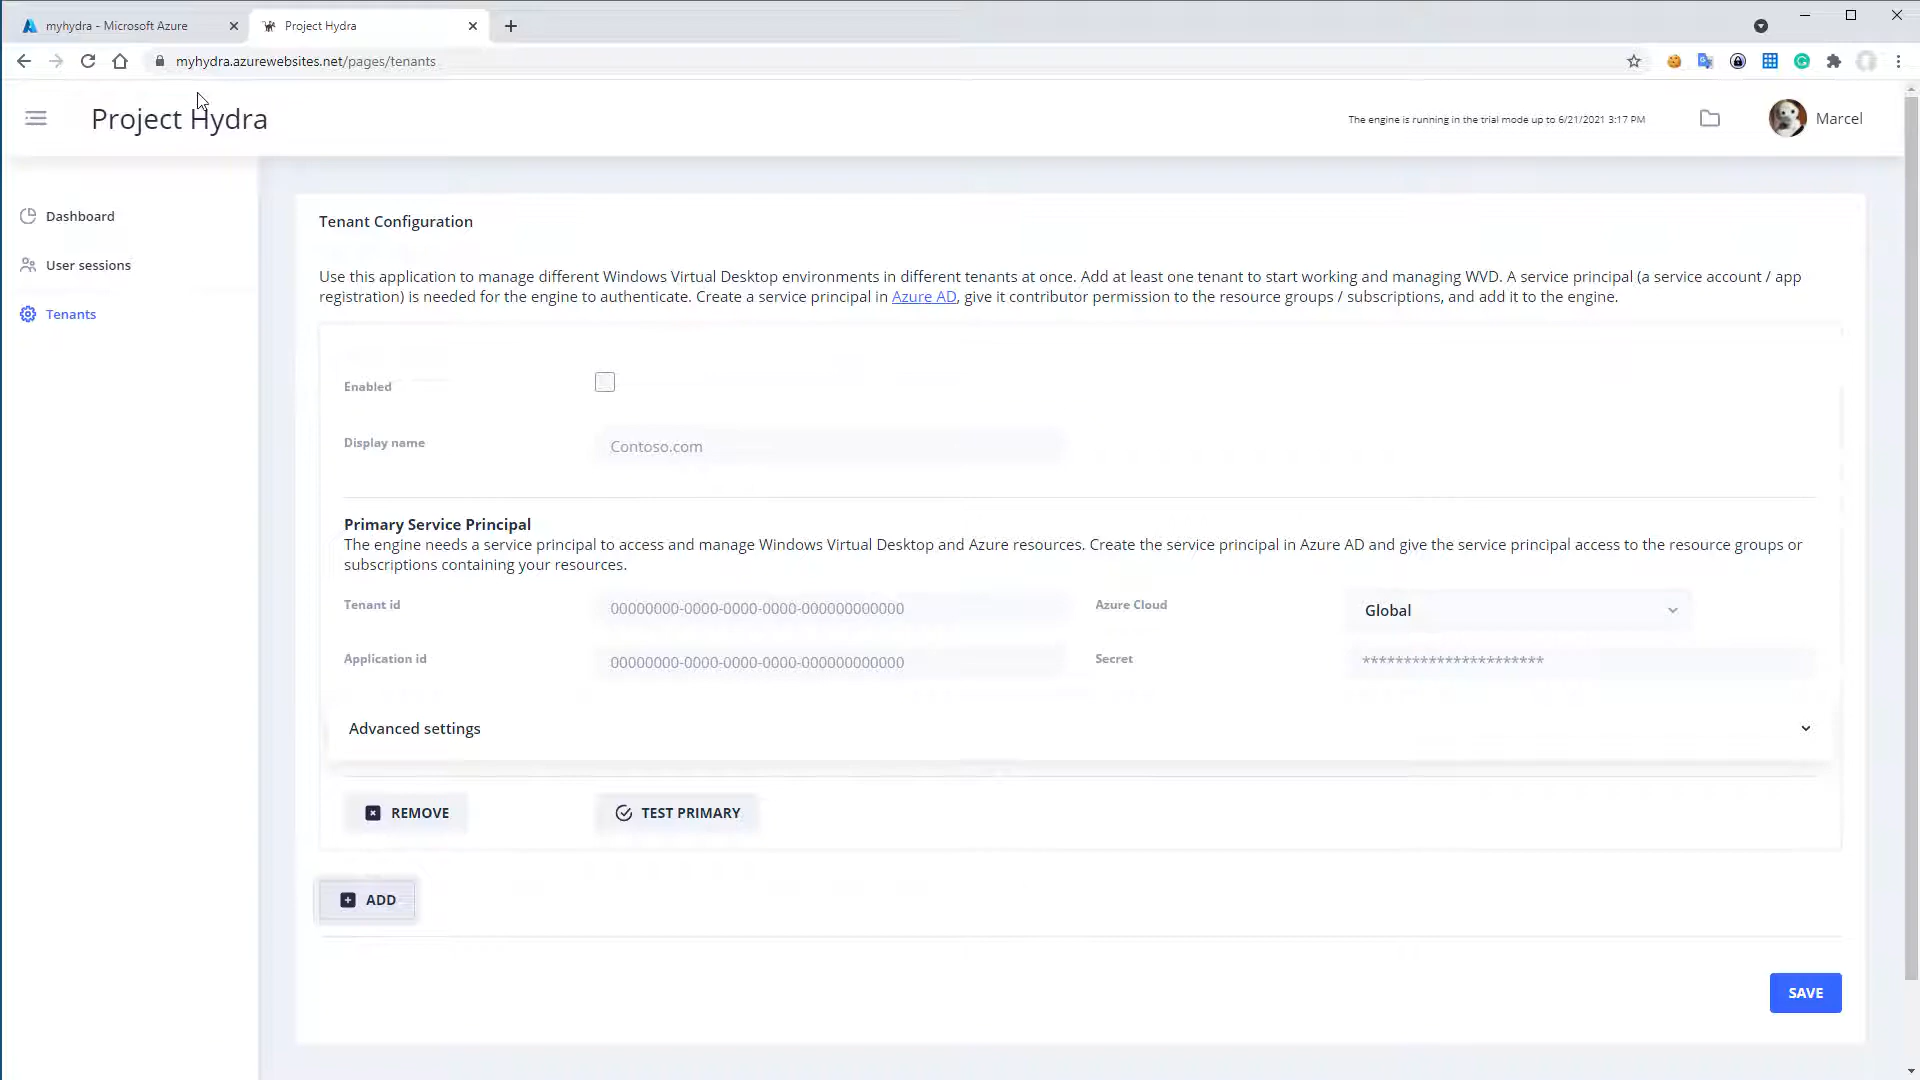 myhydra - Microsoft Azure
Project Hydra
myhydra.azurewebsites.net/pages/tenants
Project Hydra
The engine is running in the trial mode up to 6/21/2021 3:17 PM
Marcel
Dashboard
User sessions
Tenants
Tenant Configuration
Use this application to manage different Windows Virtual Desktop environments in different tenants at once. Add at least one tenant to start working and managing WVD. A service principal (a service account / app
registration) is needed for the engine to authenticate. Create a service principal in Azure AD, give it contributor permission to the resource groups / subscriptions, and add it to the engine.
Enabled
Display name
Contoso.com
Primary Service Principal
The engine needs a service principal to access and manage Windows Virtual Desktop and Azure resources. Create the service principal in Azure AD and give the service principal access to the resource groups or
subscriptions containing your resources.
Tenant id
00000000-0000-0000-0000-000000000000
Azure Cloud
Global
Application id
00000000-0000-0000-0000-000000000000
Secret
**********************
Advanced settings
REMOVE
TEST PRIMARY
ADD
SAVE